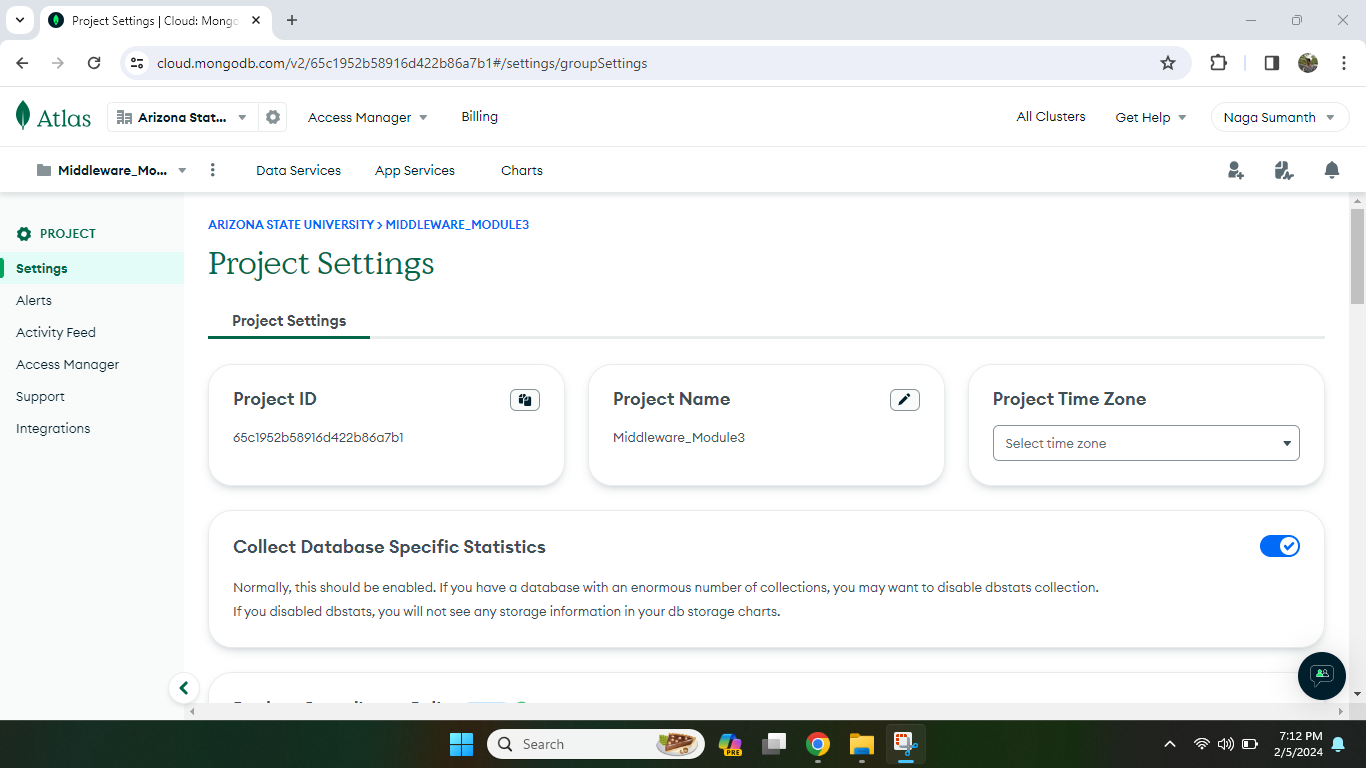 Project Settings | Cloud: Mongo
cloud.mongodb.com/v2/65c1952b58916d422b86a7b1#/settings/groupSettings
Atlas
Arizona Stat...
Access Manager
Billing
All Clusters
Get Help
Naga Sumanth
Middleware_Mo...
Data Services
App Services
Charts
PROJECT
Settings
Alerts
Activity Feed
Access Manager
Support
Integrations
ARIZONA STATE UNIVERSITY > MIDDLEWARE_MODULE3
Project Settings
Project Settings
Project ID
65c1952b58916d422b86a7b1
Project Name
Middleware_Module3
Project Time Zone
Select time zone
Collect Database Specific Statistics
Normally, this should be enabled. If you have a database with an enormous number of collections, you may want to disable dbstats collection.
If you disabled dbstats, you will not see any storage information in your db storage charts.
Search
PRE
7:12 PM
2/5/2024